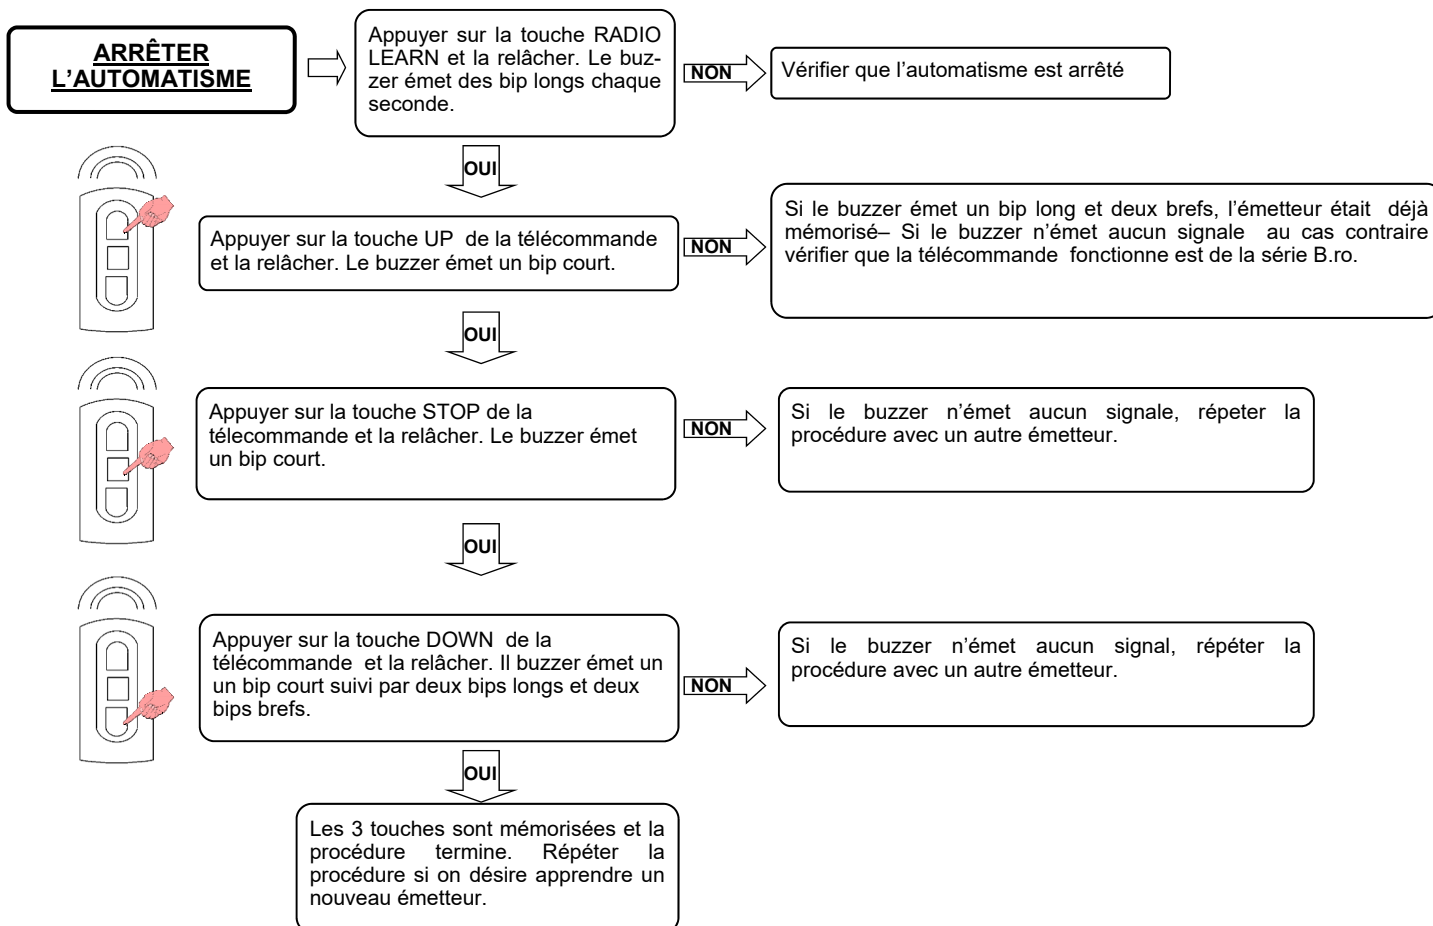 ARRÊTER
L'AUTOMATISME
Appuyer sur la touche RADIO
LEARN et la relâcher. Le buz-
zer émet des bip longs chaque
seconde.
NON
Vérifier que l'automatisme est arrêté
OUI
Appuyer sur la touche UP de la télécommande
et la relâcher. Le buzzer émet un bip court.
NON
Si le buzzer émet un bip long et deux brefs, l'émetteur était déjà
mémorisé– Si le buzzer n'émet aucun signale au cas contraire
vérifier que la télécommande fonctionne est de la série B.ro.
OUI
Appuyer sur la touche STOP de la
télecommande et la relâcher. Le buzzer émet
un bip court.
NON
Si le buzzer n'émet aucun signale, répeter la
procédure avec un autre émetteur.
OUI
Appuyer sur la touche DOWN de la
télécommande et la relâcher. Il buzzer émet un
un bip court suivi par deux bips longs et deux
bips brefs.
NON
Si le buzzer n'émet aucun signal, répéter la
procédure avec un autre émetteur.
OUI
Les 3 touches sont mémorisées et la
procédure termine. Répéter la
procédure si on désire apprendre un
nouveau émetteur.